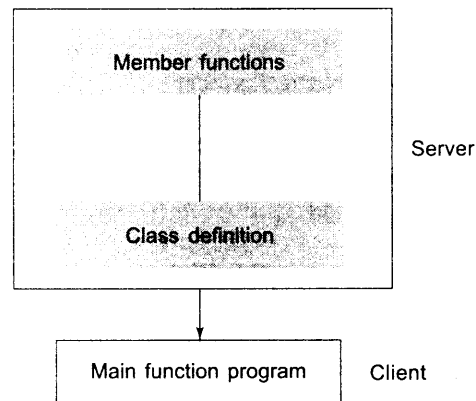 Member functions
Server
Class definition
Main function program
Client